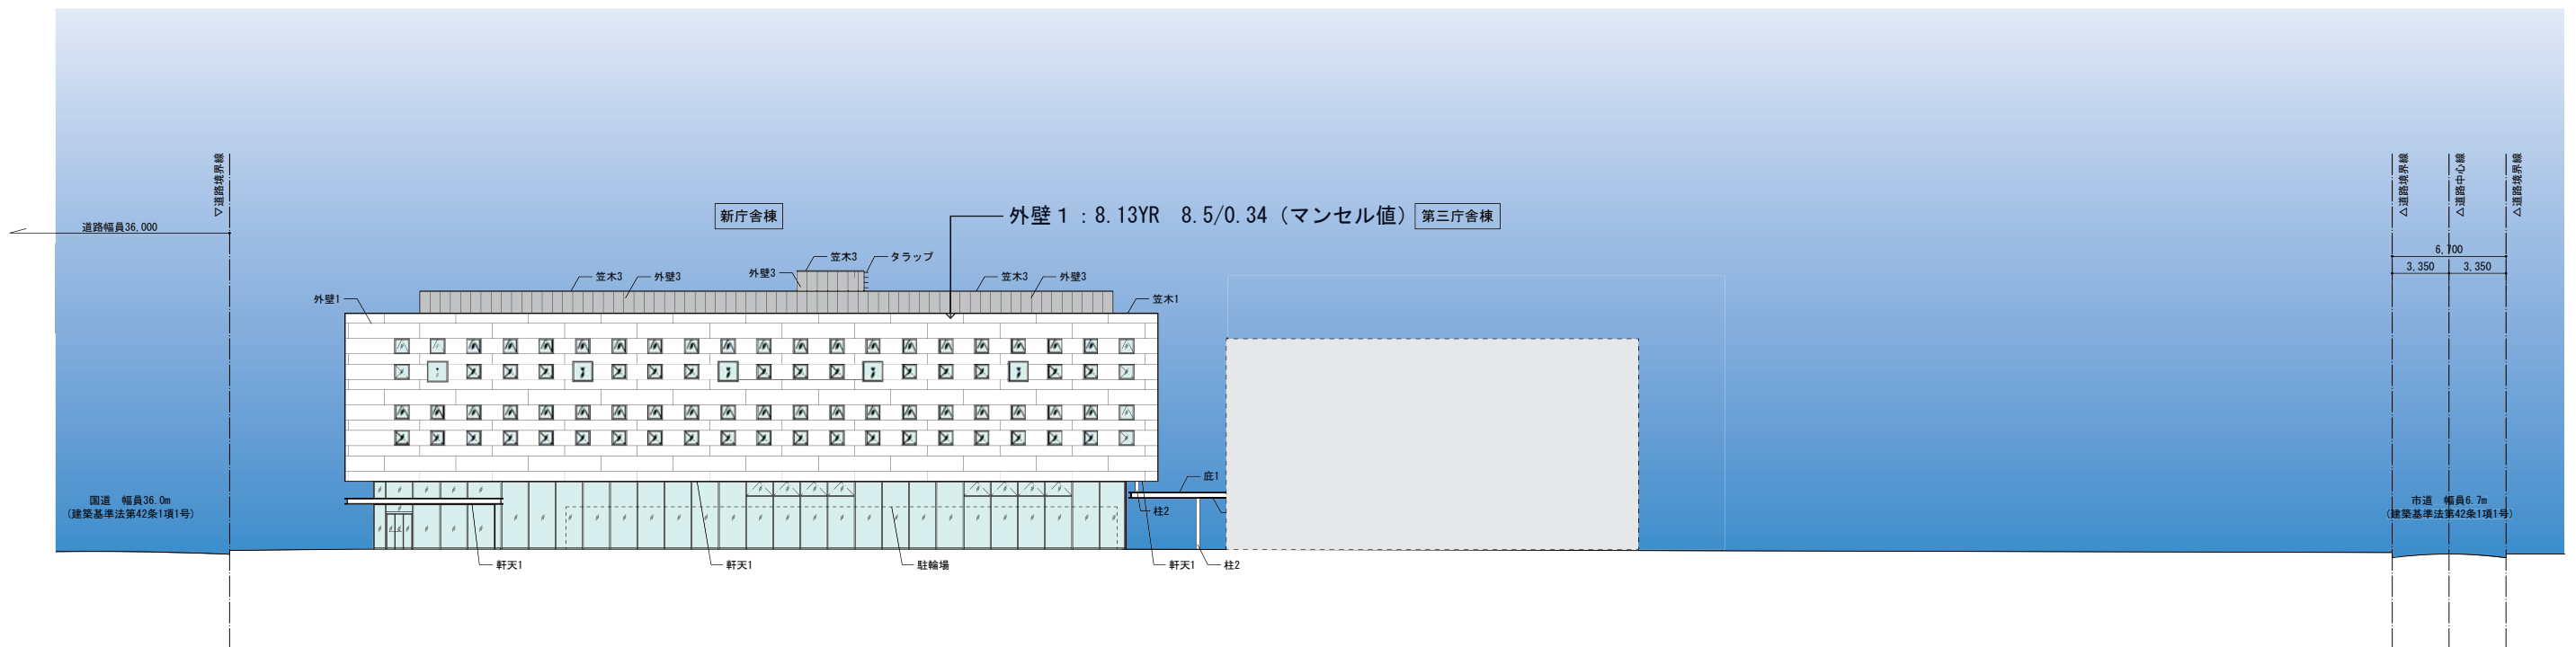 ▽道路境界線
道路幅員36,000
新庁舎棟
外壁１：8.13YR　8.5/0.34（マンセル値）
第三庁舎棟
△道路境界線
△道路中心線
△道路境界線
6,700
3,350
3,350
笠木3
タラップ
外壁3
笠木3
外壁3
笠木3
外壁3
外壁1
笠木1
庇1
柱2
国道　幅員36.0m
(建築基準法第42条1項1号)
市道　幅員6.7m
(建築基準法第42条1項1号)
軒天1
軒天1
駐輪場
軒天1
柱2